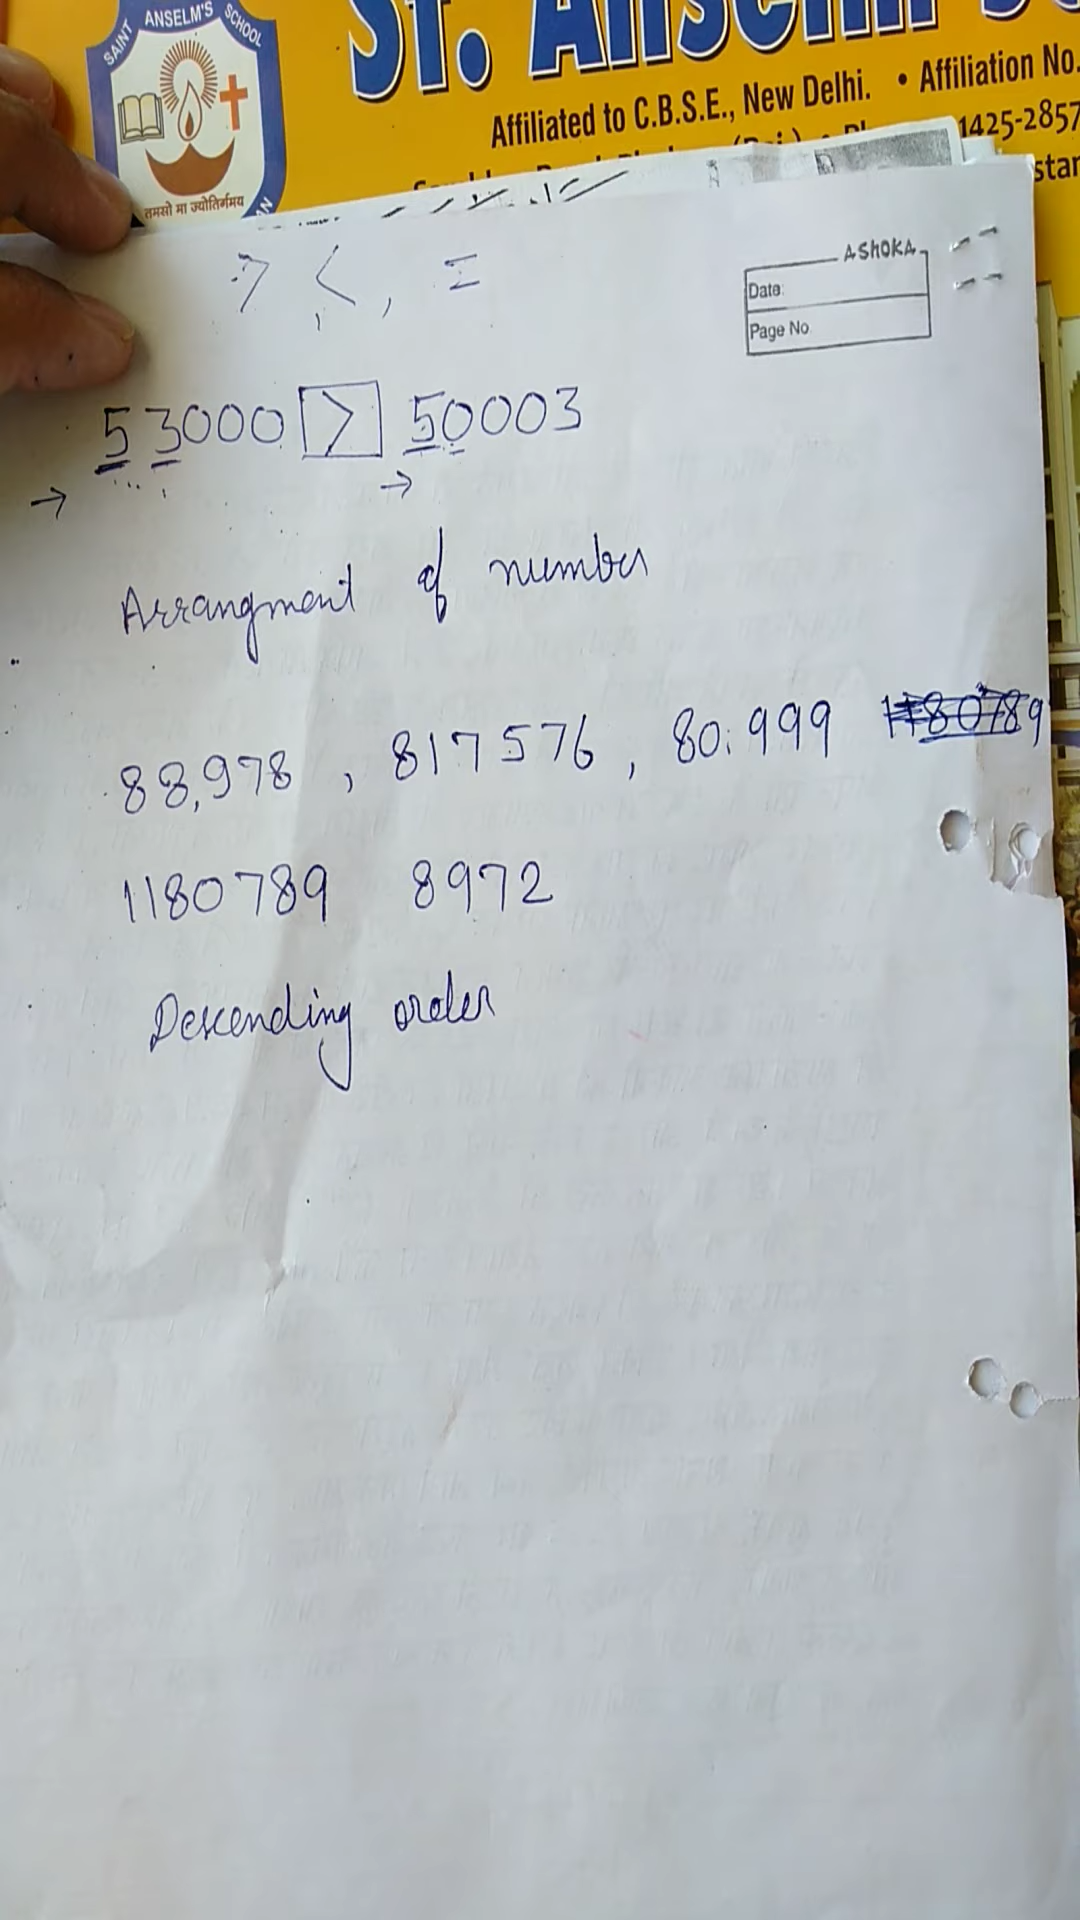 SAINT ANSELM'S SCHOOL
तमसो मा ज्योतिर्गमय
St. Anselm's
Affiliated to C.B.S.E., New Delhi. • Affiliation No.
1425-2857
> , < , =
ASHOKA
Date:
Page No
53000 > 50003
Arrangment of number
88,978 , 817576 , 80,999
1180789 8972
Descending order